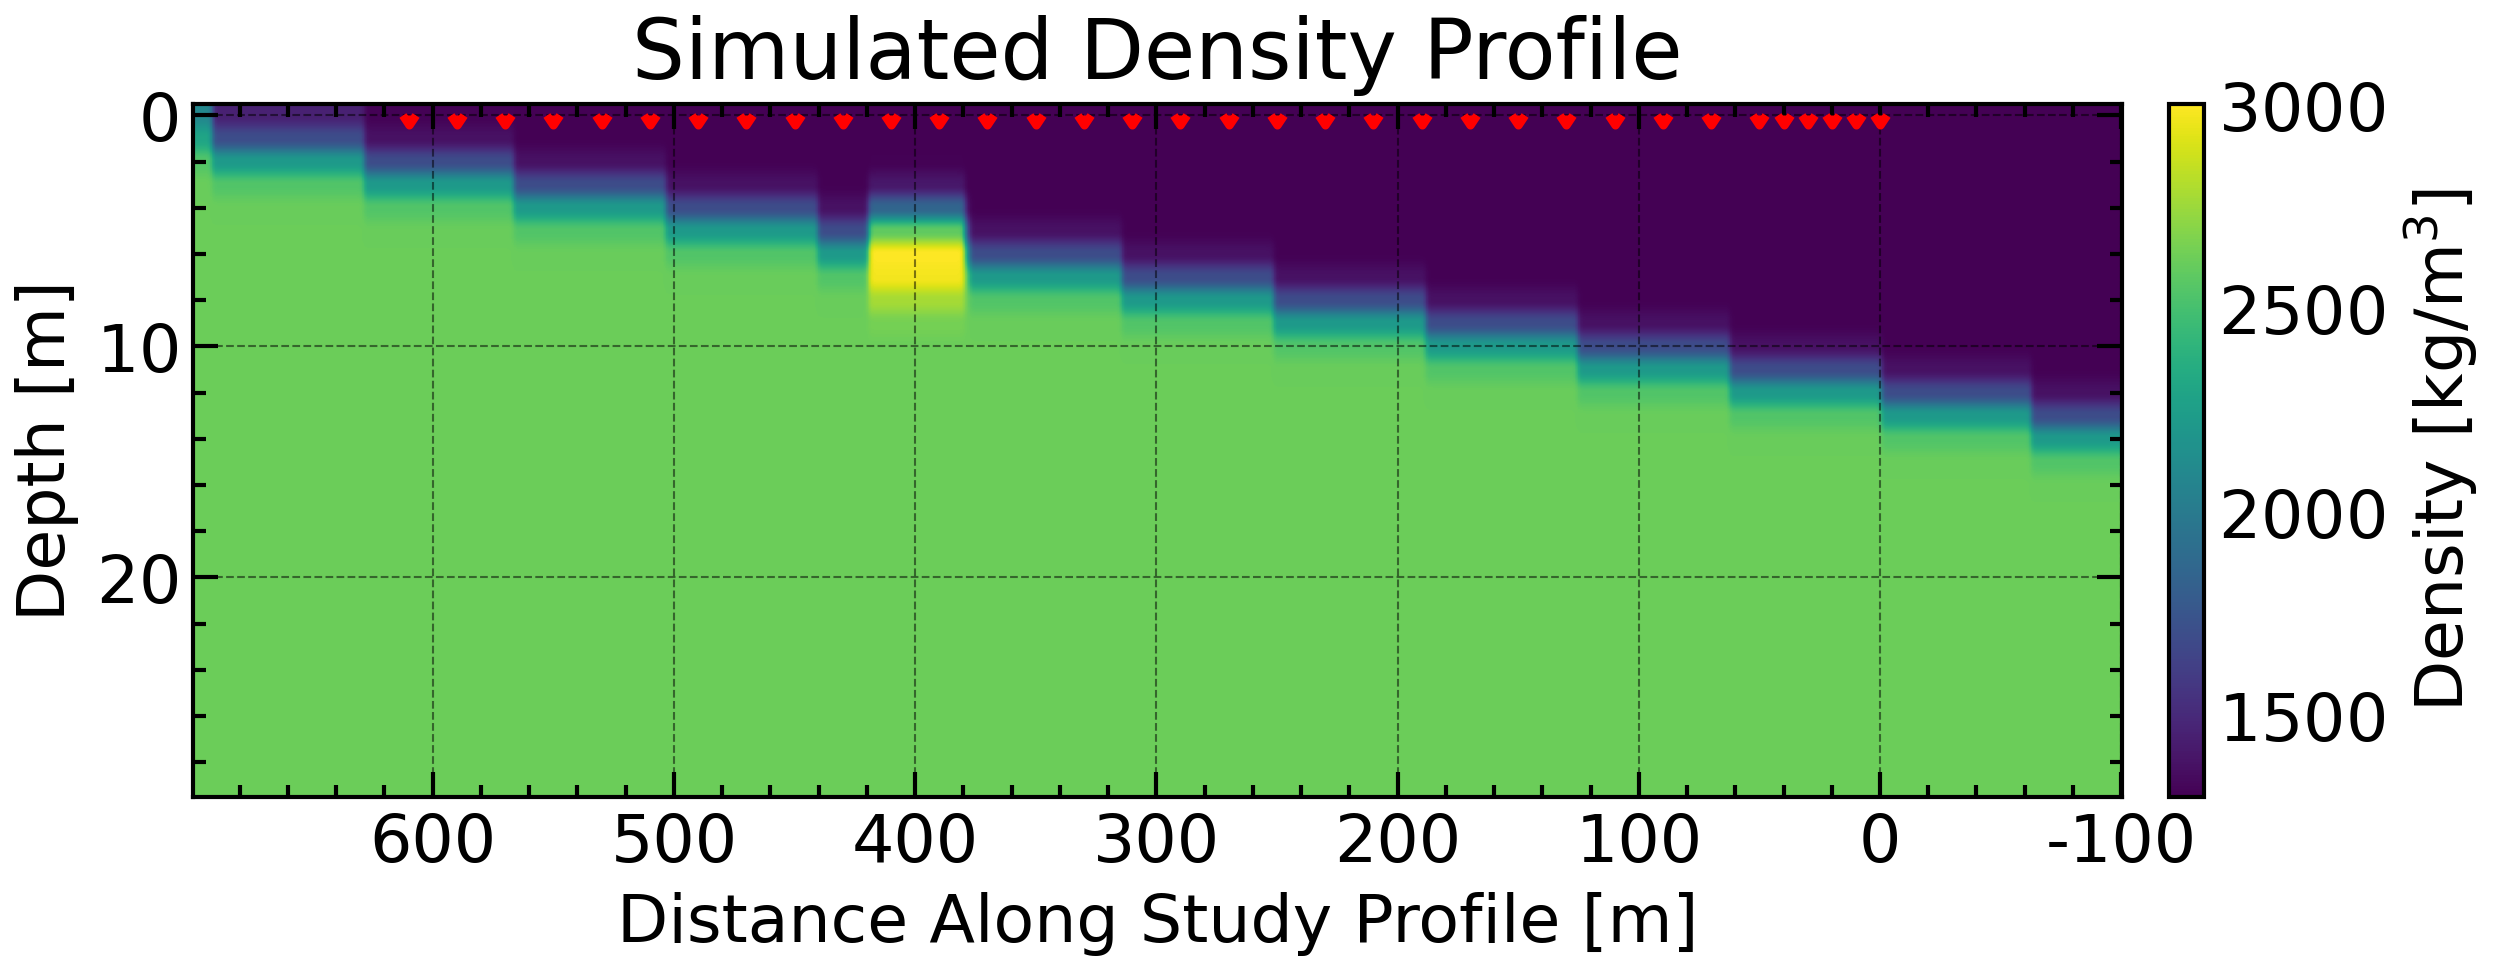 Simulated Density Profile
0
10
20
Depth [m]
600 500 400 300 200 100 0 -100
Distance Along Study Profile [m]
3000
2500
2000
1500
Density [kg/m³]